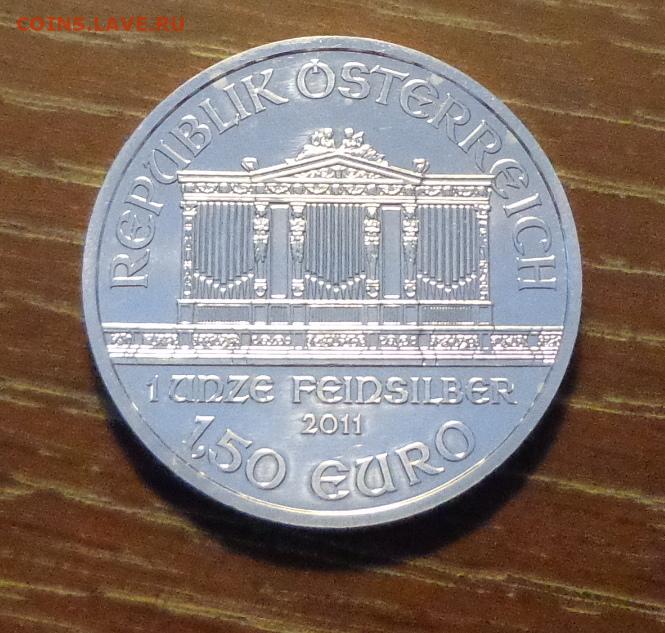 COINS.LAVE.RU
REPUBLIK ÖSTERREICH
1 UNZE FEINSILBER
2011
1,50 EURO